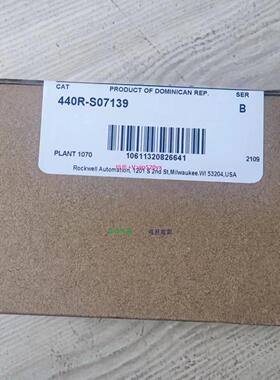 CAT PRODUCT OF DOMINICAN REP. SER
440R-S07139 B
PLANT 1070 10611320826641 2109
Rockwell Automation, 1201 S 2nd St,Milwaukee,WI 53204,USA